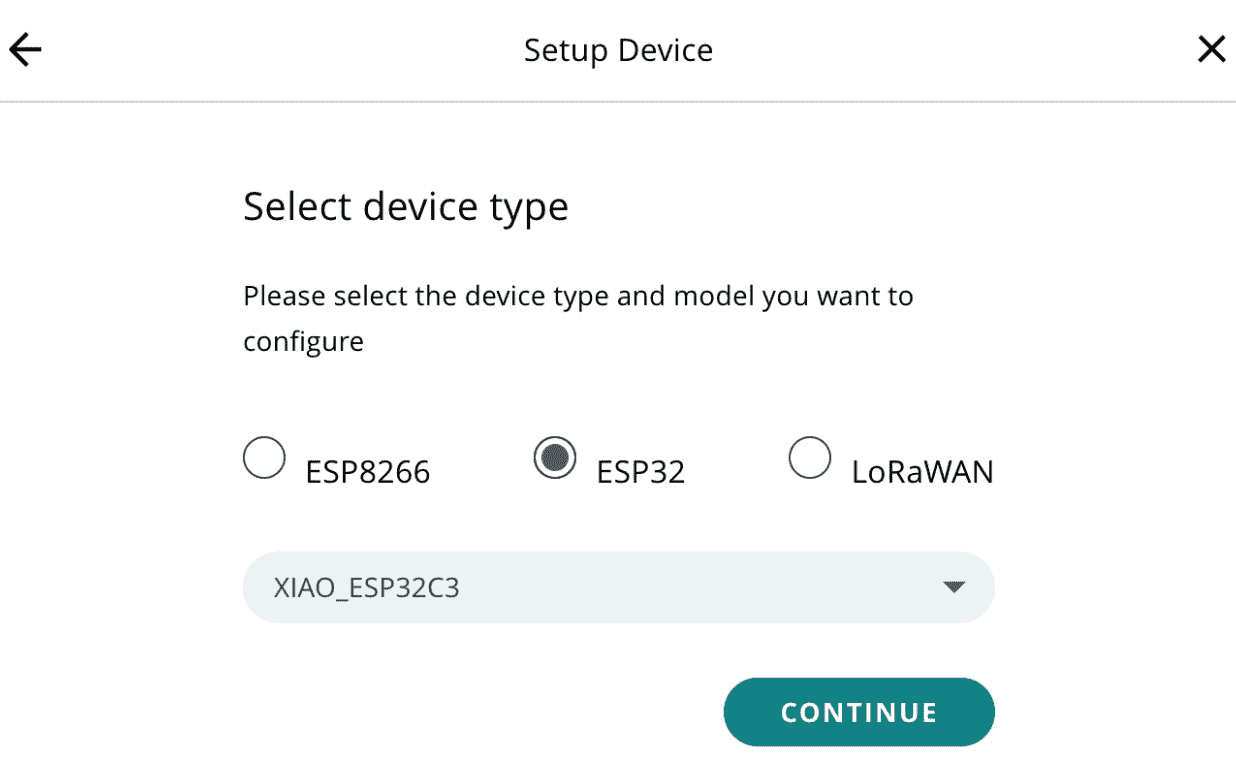 Setup Device
Select device type
Please select the device type and model you want to
configure
ESP8266
ESP32
LoRaWAN
XIAO_ESP32C3
CONTINUE